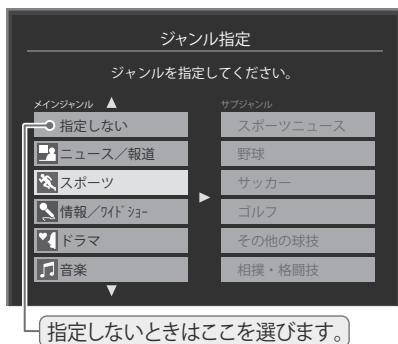 ジャンル指定
ジャンルを指定してください。
メインジャンル
サブジャンル
指定しない
スポーツニュース
ニュース／報道
野球
スポーツ
サッカー
情報／ﾜｲﾄﾞｼｮｰ
ゴルフ
ドラマ
その他の球技
音楽
相撲・格闘技
指定しないときはここを選びます。